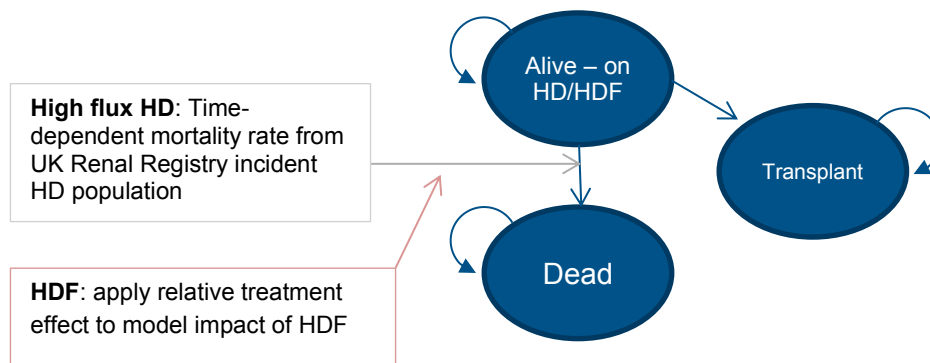 Alive – on
HD/HDF
High flux HD: Time-
dependent mortality rate from
UK Renal Registry incident
HD population
Transplant
Dead
HDF: apply relative treatment
effect to model impact of HDF